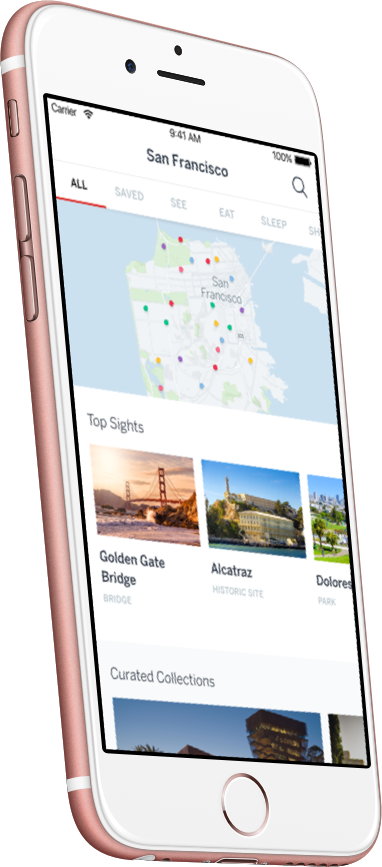 Carrier
9:41 AM
100%
San Francisco
ALL SAVED SEE EAT SLEEP SH
San
Francisco
Top Sights
Golden Gate
Bridge
BRIDGE
Alcatraz
HISTORIC SITE
Dolores
PARK
Curated Collections